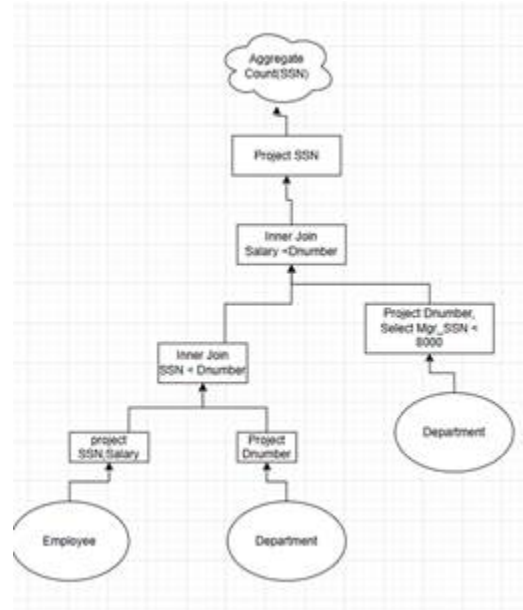 Aggregate
Count(SSN)
Project SSN
Inner Join
Salary <Dnumber
Project Dnumber,
Select Mgr_SSN <
8000
Inner Join
SSN < Dnumber
Department
project
SSN,Salary
Project
Dnumber
Employee
Department